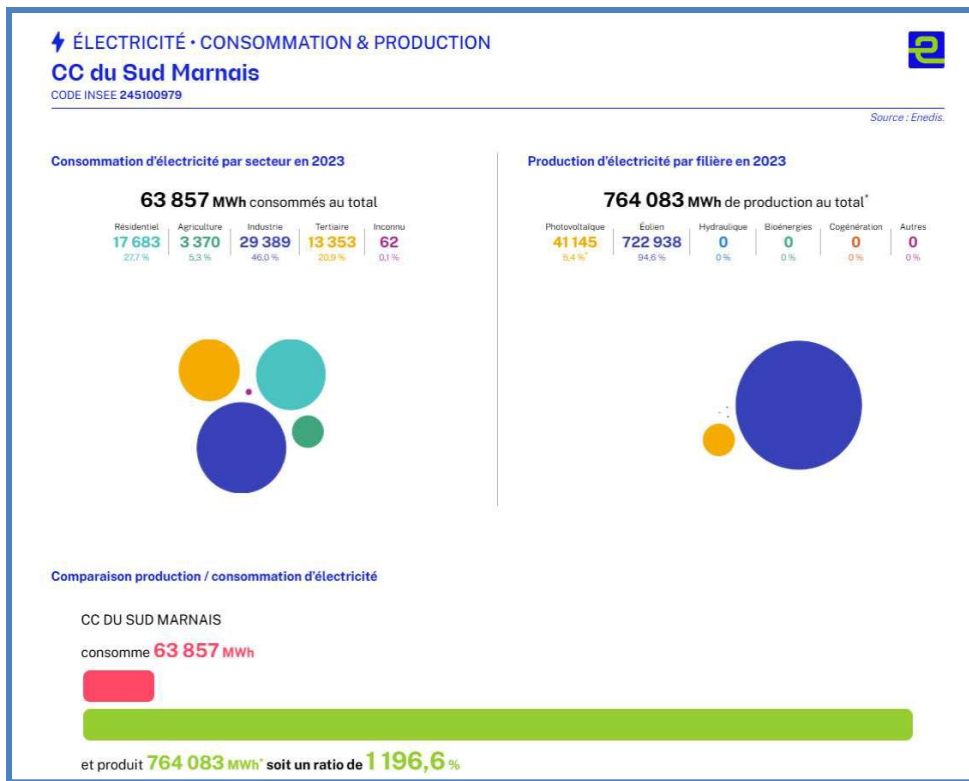 ÉLECTRICITÉ • CONSOMMATION & PRODUCTION
CC du Sud Marnais
CODE INSEE 245100979
Source : Enedis.
Consommation d'électricité par secteur en 2023
63 857 MWh consommés au total
Résidentiel Agriculture Industrie Tertiaire Inconnu
17 683 3 370 29 389 13 353 62
27,7 % 5,3 % 46,0 % 20,9 % 0,1 %
Production d'électricité par filière en 2023
764 083 MWh de production au total*
Photovoltaïque Éolien Hydraulique Bioénergies Cogénération Autres
41 145 722 938 0 0 0 0
5,4 %* 94,6 % 0 % 0 % 0 % 0 %
Comparaison production / consommation d'électricité
CC DU SUD MARNAIS
consomme 63 857 MWh
et produit 764 083 MWh* soit un ratio de 1 196,6 %